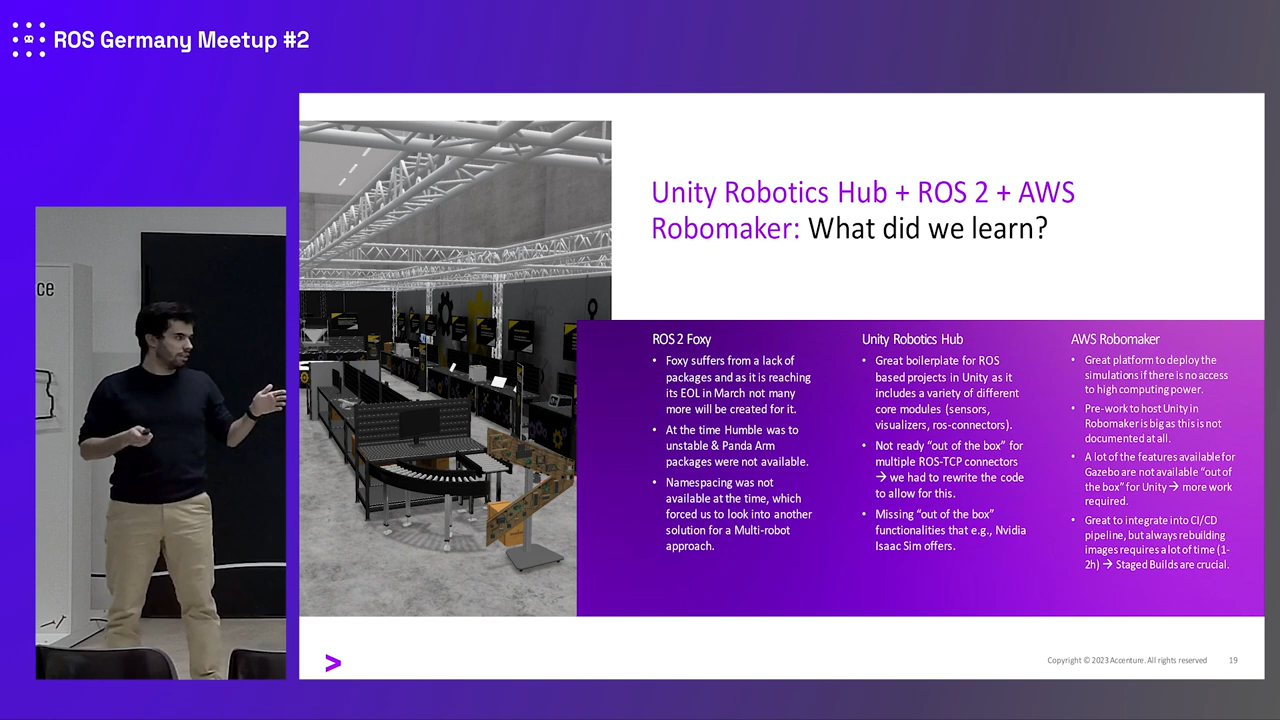 ROS Germany Meetup #2
ce
Unity Robotics Hub + ROS 2 + AWS
Robomaker: What did we learn?
ROS 2 Foxy
• Foxy suffers from a lack of
packages and as it is reaching
its EOL in March not many
more will be created for it.
• At the time Humble was to
unstable & Panda Arm
packages were not available.
• Namespacing was not
available at the time, which
forced us to look into another
solution for a Multi-robot
approach.
Unity Robotics Hub
• Great boilerplate for ROS
based projects in Unity as it
includes a variety of different
core modules (sensors,
visualizers, ros-connectors).
• Not ready “out of the box” for
multiple ROS-TCP connectors
→ we had to rewrite the code
to allow for this.
• Missing “out of the box”
functionalities that e.g., Nvidia
Isaac Sim offers.
AWS Robomaker
• Great platform to deploy the
simulations if there is no access
to high computing power.
• Pre-work to host Unity in
Robomaker is big as this is not
documented at all.
• A lot of the features available for
Gazebo are not available “out of
the box” for Unity → more work
required.
• Great to integrate into CI/CD
pipeline, but always rebuilding
images requires a lot of time (1-
2h) → Staged Builds are crucial.
>
Copyright © 2023 Accenture. All rights reserved
19